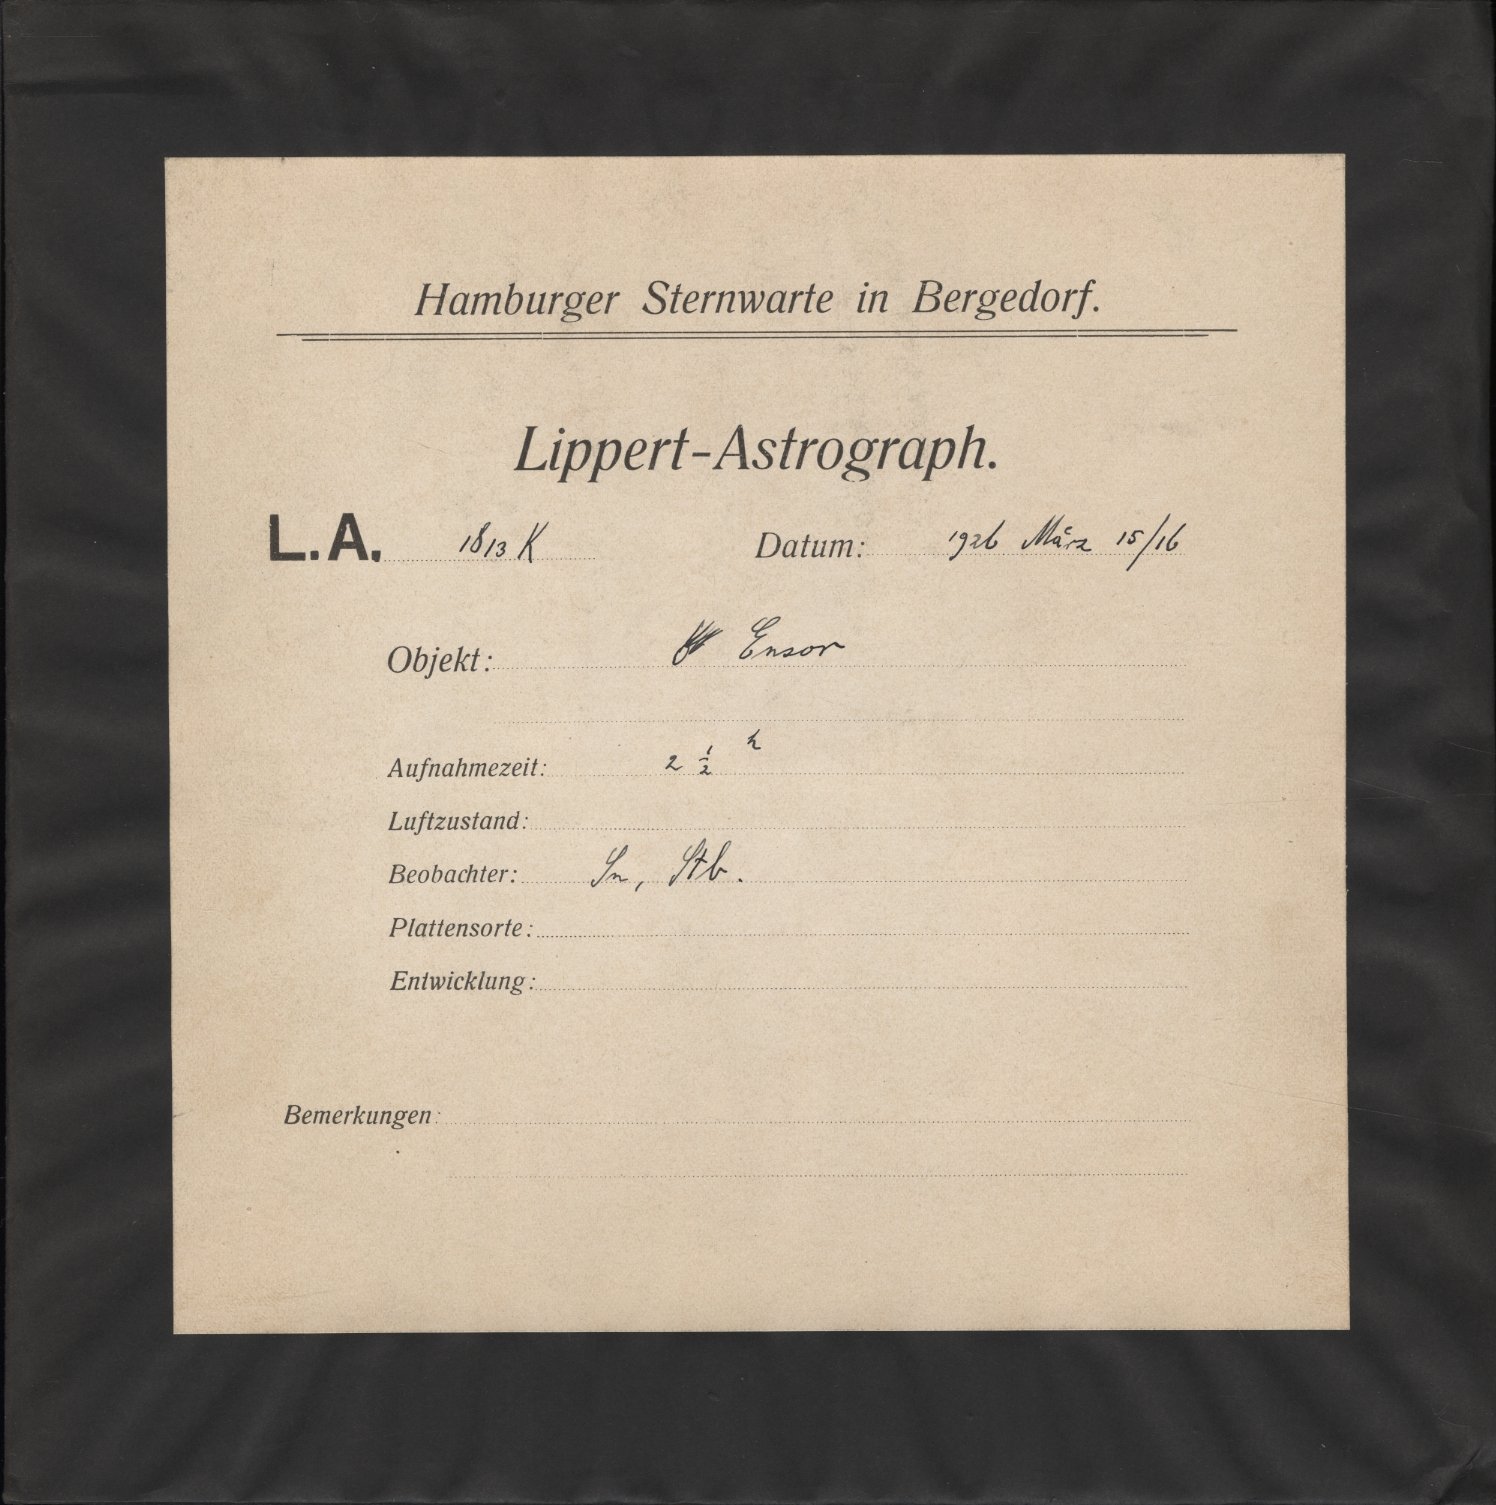 Hamburger Sternwarte in Bergedorf.
Lippert-Astrograph.
L.A. 1813 K Datum: 1926 März 15/16
Objekt: Ensor
Aufnahmezeit: 2 1/2 h
Luftzustand:
Beobachter: Sn, Stb.
Plattensorte:
Entwicklung:
Bemerkungen: